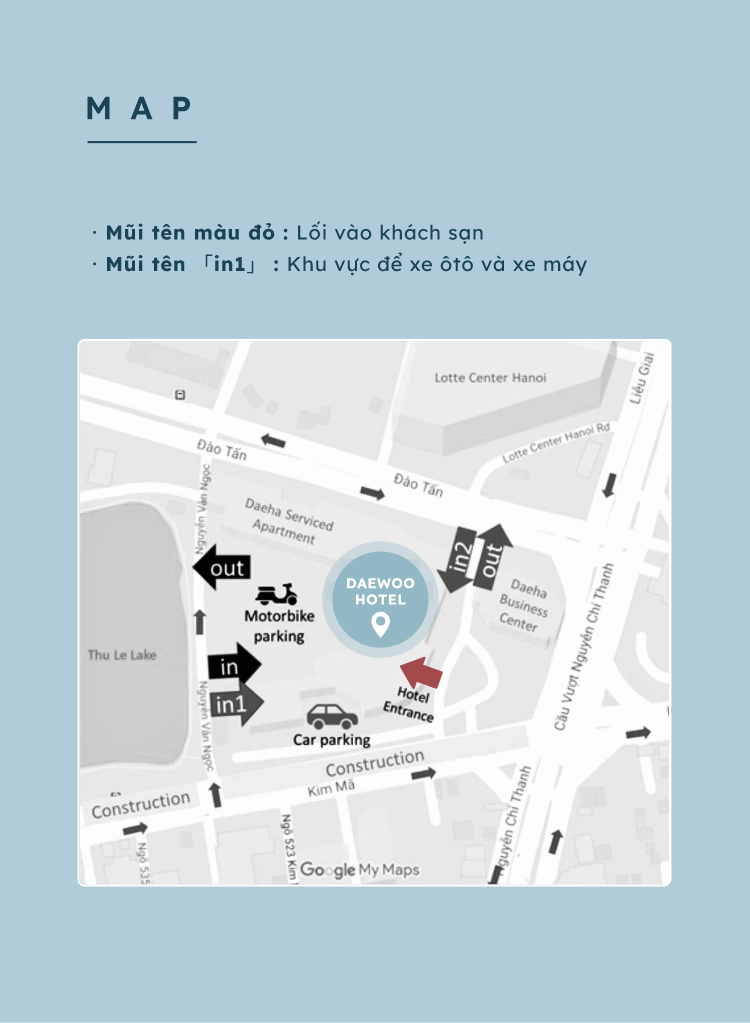 MAP
· Mũi tên màu đỏ : Lối vào khách sạn
· Mũi tên 「in1」 : Khu vực để xe ôtô và xe máy
Lotte Center Hanoi
Liễu Giai
Lotte Center Hanoi Rd
Đào Tấn
Đào Tấn
Nguyễn Văn Ngọc
Daeha Serviced
Apartment
in2
out
out
DAEWOO
HOTEL
Daeha
Business
Center
Motorbike
parking
Thu Le Lake
in
in1
Nguyễn Văn Ngọc
Hotel
Entrance
Cầu Vượt Nguyễn Chí Thanh
Car parking
Construction
Kim Mã
Construction
Nguyễn Chí Thanh
Ngõ 535
Ngõ 523 Kim
Google My Maps